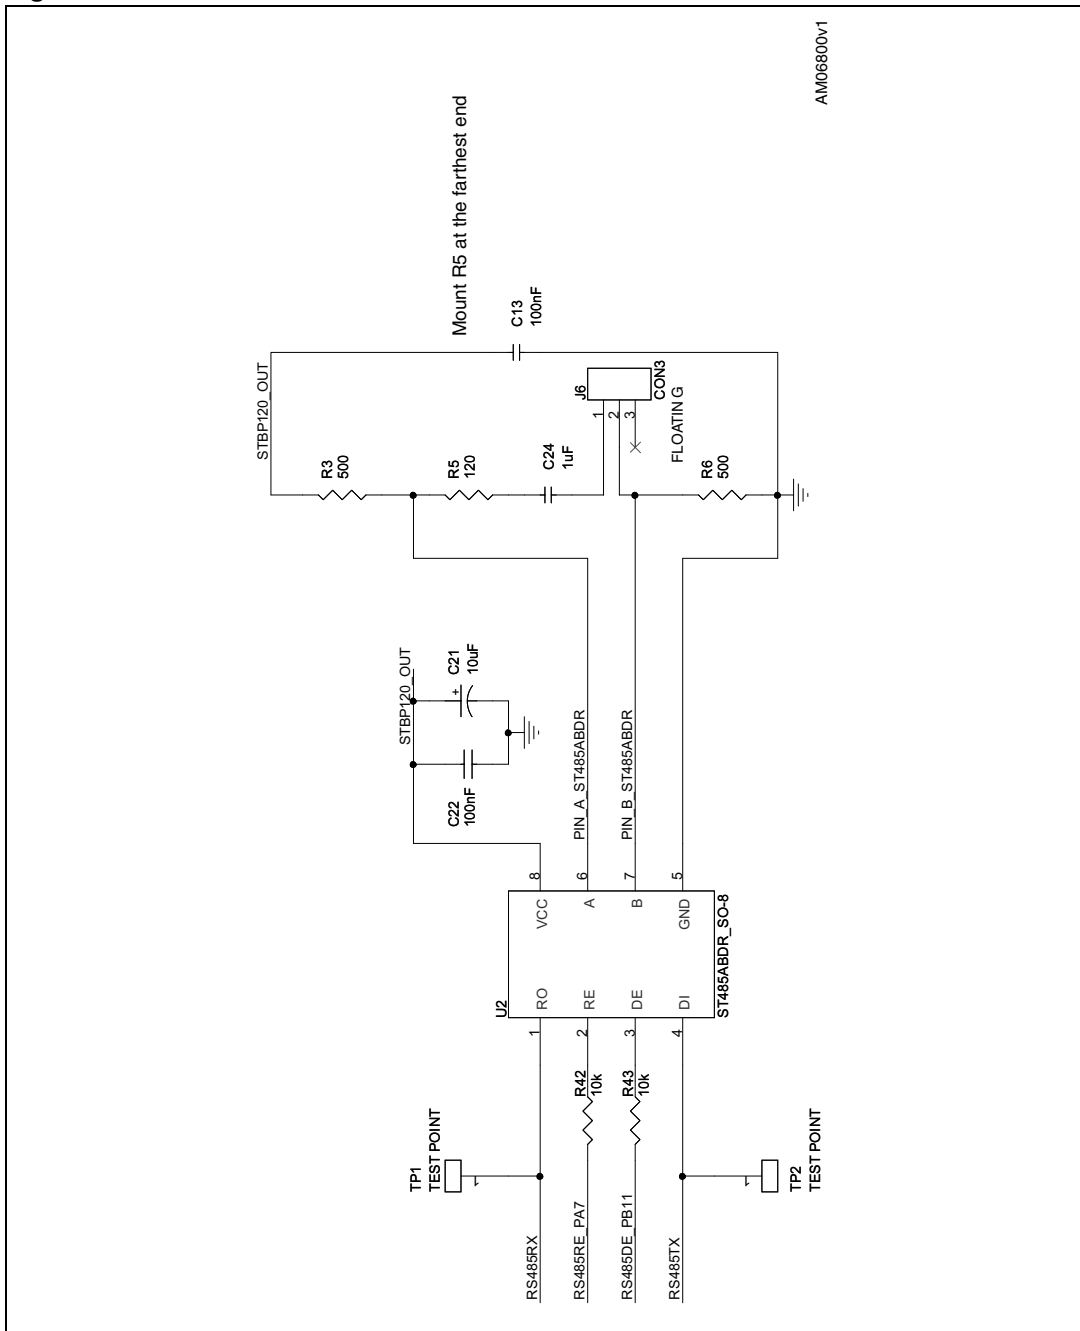 AM06800v1
Mount R5 at the farthest end
STBP120_OUT
C13
100nF
R3
500
R5
120
C24
1uF
J6
CON3
1
2
3
FLOATING
R6
500
STBP120_OUT
C21
10uF
+
C22
100nF
PIN_A_ST485ABDR
PIN_B_ST485ABDR
8
6
7
5
U2
VCC
A
B
GND
RO
RE
DE
DI
ST485ABDR_SO-8
1
2
3
4
R42
10k
R43
10k
TP1
TEST POINT
1
TP2
TEST POINT
1
RS485RX
RS485RE_PA7
RS485DE_PB11
RS485TX